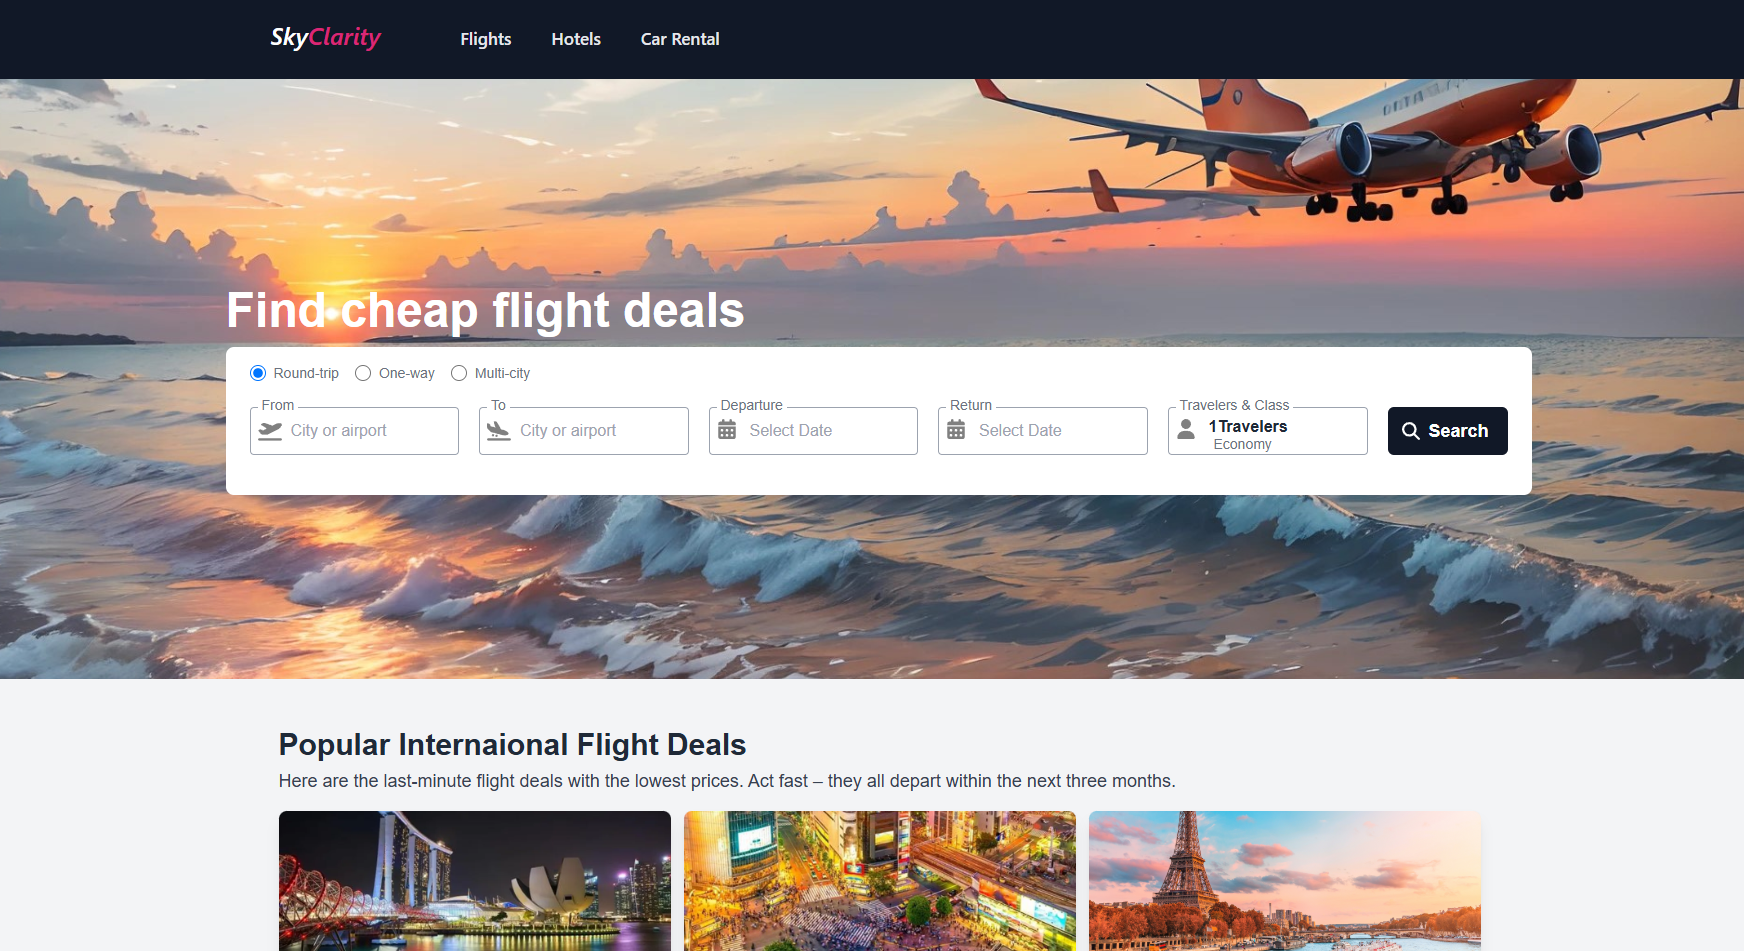 SkyClarity
Flights Hotels Car Rental
Find cheap flight deals
Round-trip One-way Multi-city
From To Departure Return Travelers & Class
City or airport City or airport Select Date Select Date 1Travelers
Economy
Search
Popular Internaional Flight Deals
Here are the last-minute flight deals with the lowest prices. Act fast – they all depart within the next three months.